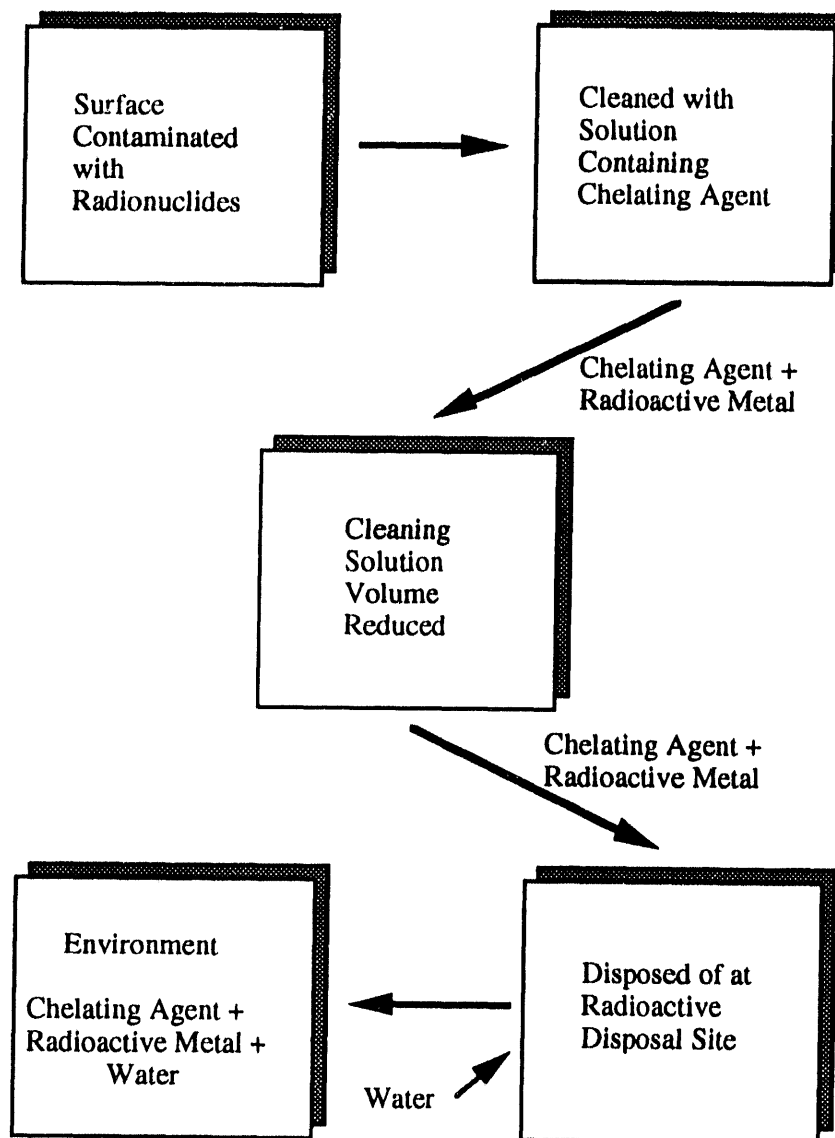 Surface
Contaminated
with
Radionuclides
Cleaned with
Solution
Containing
Chelating Agent
Chelating Agent +
Radioactive Metal
Cleaning
Solution
Volume
Reduced
Chelating Agent +
Radioactive Metal
Environment
Chelating Agent +
Radioactive Metal +
Water
Disposed of at
Radioactive
Disposal Site
Water